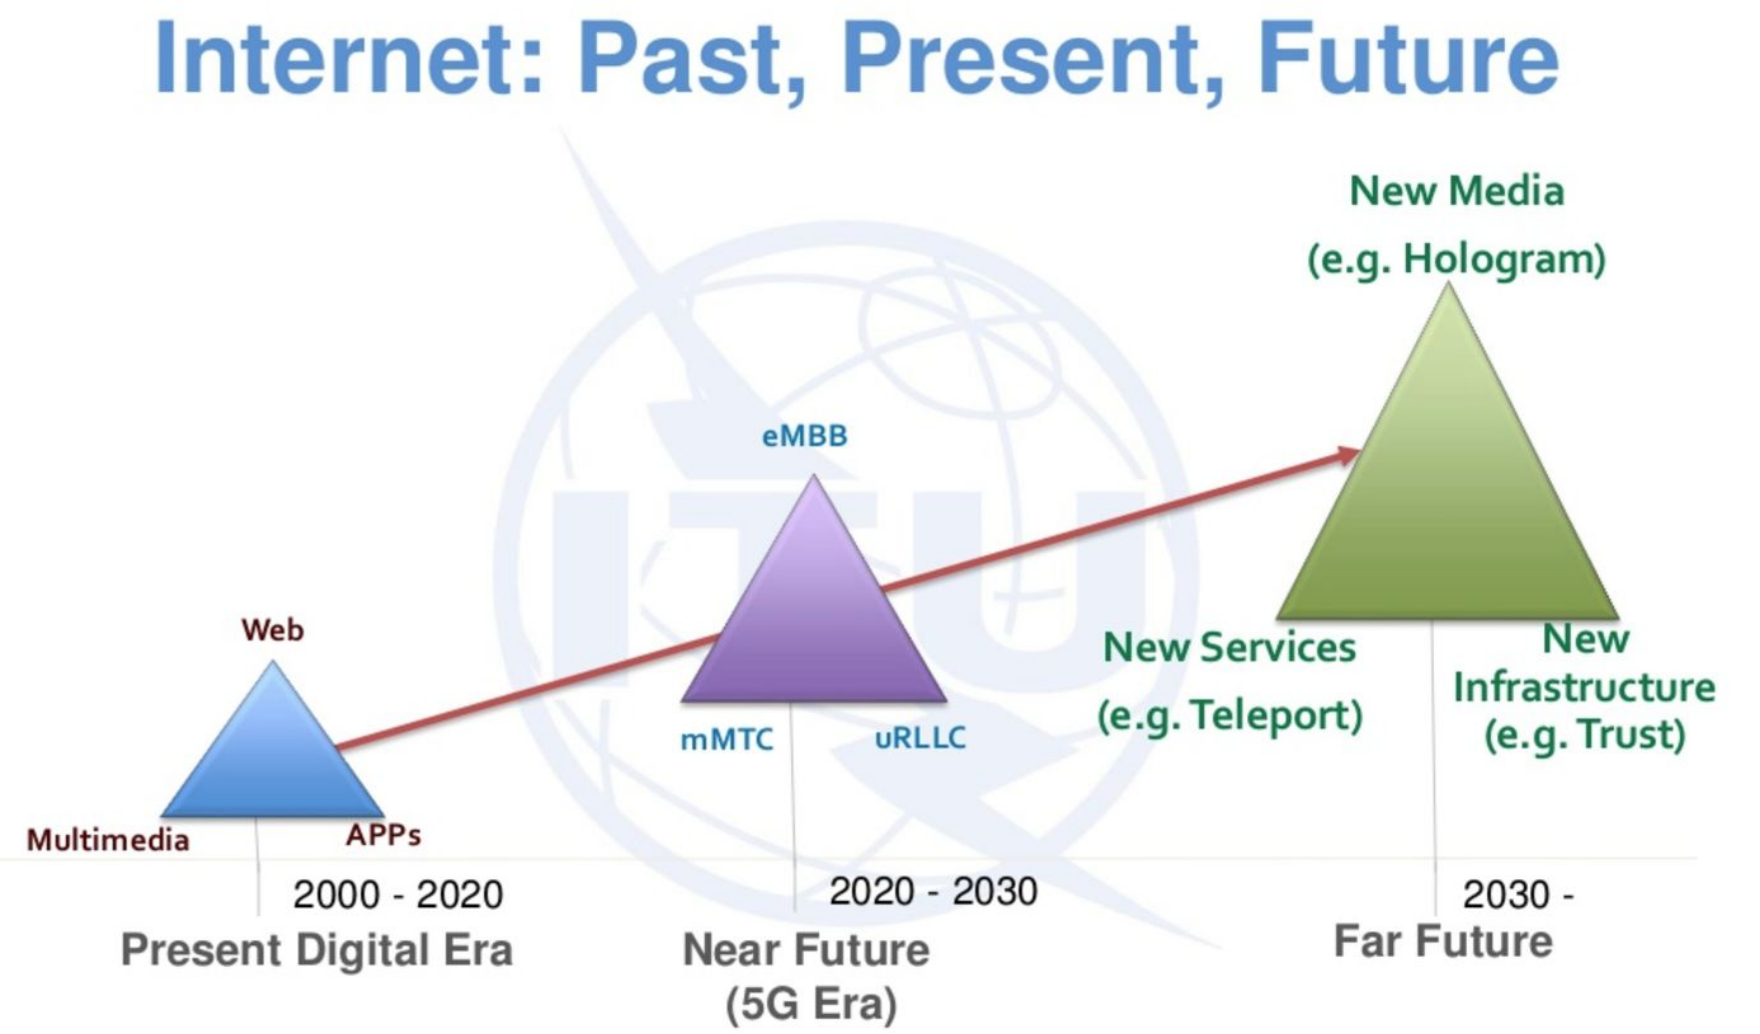 Internet: Past, Present, Future
New Media
(e.g. Hologram)
eMBB
Web
New Services
(e.g. Teleport)
New
Infrastructure
(e.g. Trust)
mMTC
uRLLC
Multimedia
APPs
ITU
2000 - 2020
2020 - 2030
2030 -
Present Digital Era
Near Future
(5G Era)
Far Future